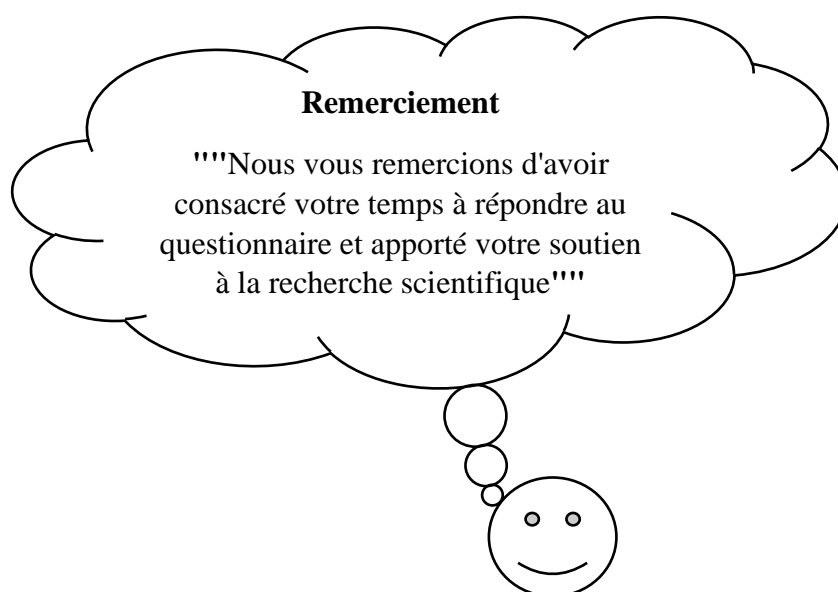 Remerciement
""""Nous vous remercions d'avoir
consacré votre temps à répondre au
questionnaire et apporté votre soutien
à la recherche scientifique""""